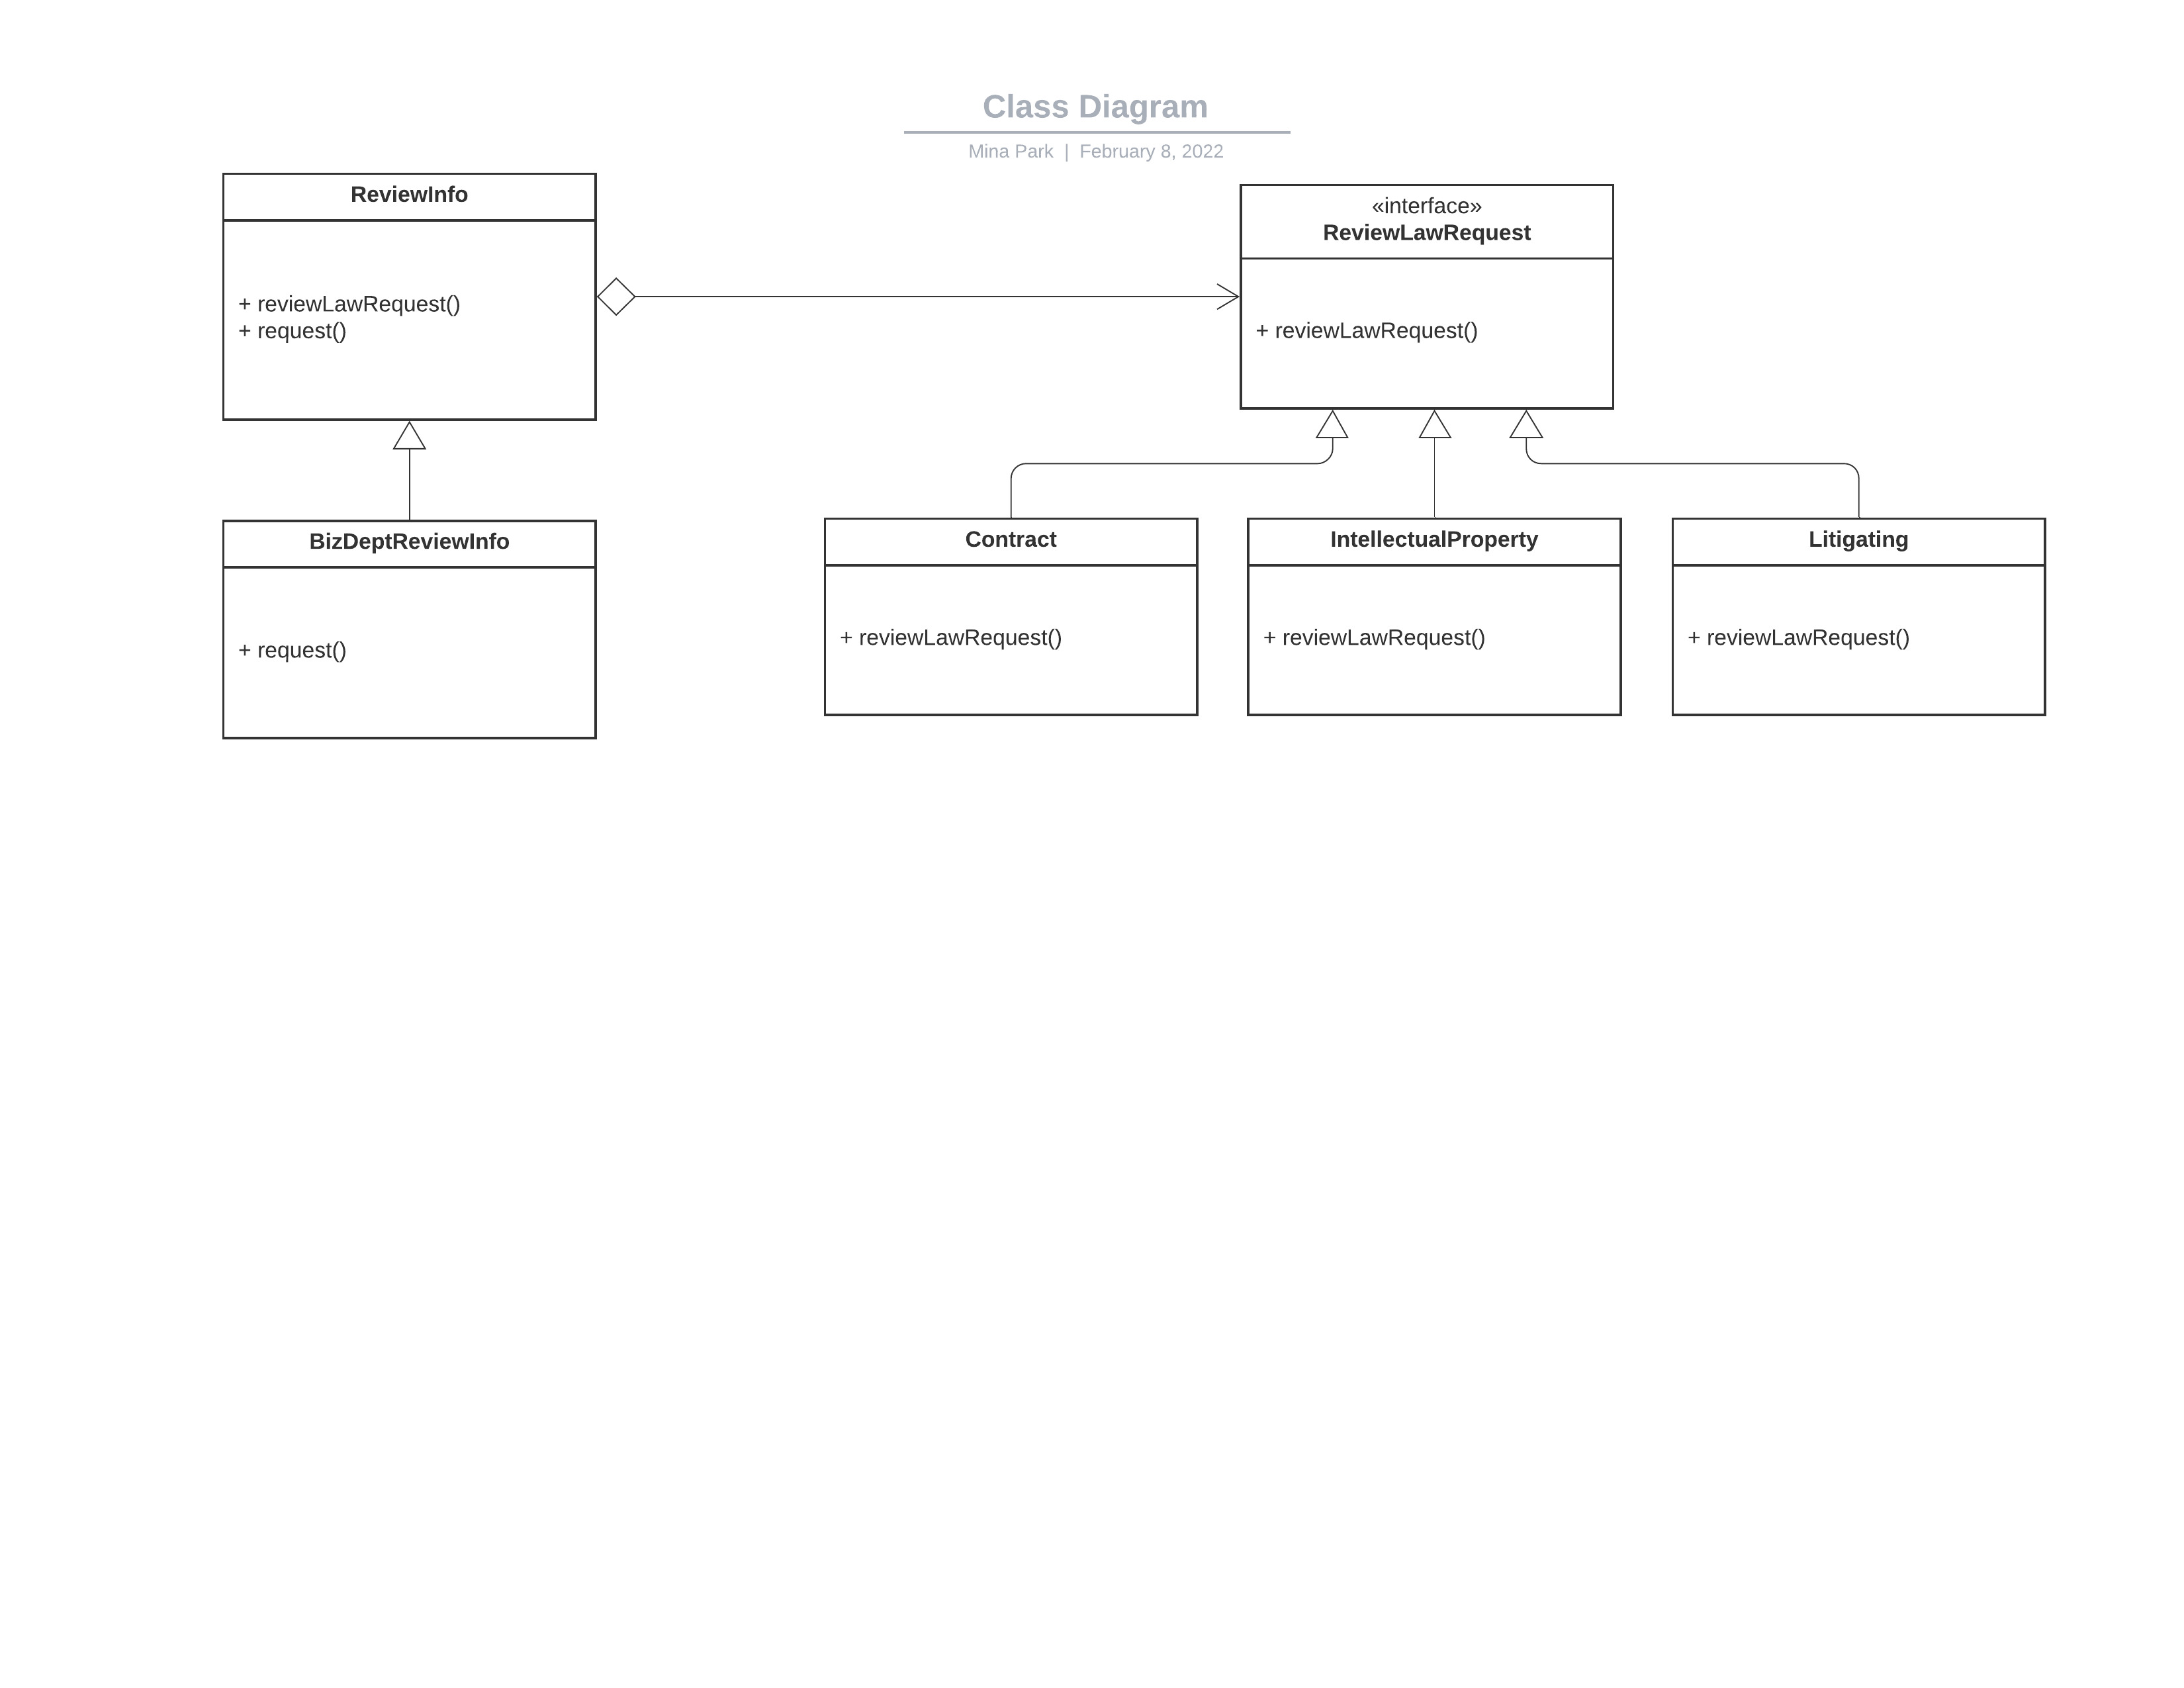 Class Diagram
Mina Park | February 8, 2022
ReviewInfo
+ reviewLawRequest()
+ request()
«interface»
ReviewLawRequest
+ reviewLawRequest()
BizDeptReviewInfo
+ request()
Contract
+ reviewLawRequest()
IntellectualProperty
+ reviewLawRequest()
Litigating
+ reviewLawRequest()